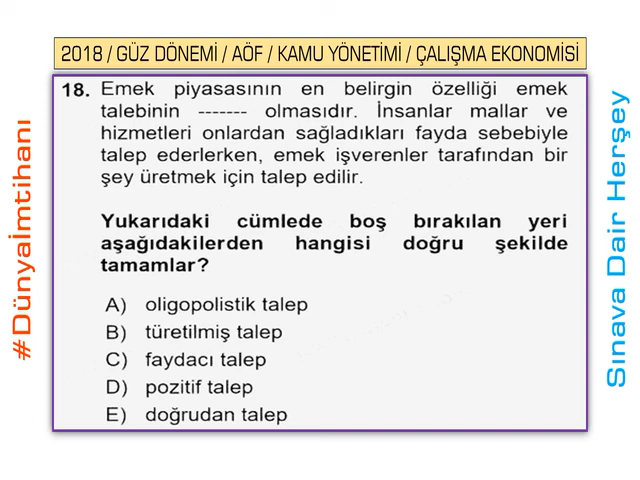 2018 / GÜZ DÖNEMİ / AÖF / KAMU YÖNETİMİ / ÇALIŞMA EKONOMİSİ
#Dünyaİmtihanı
18. Emek piyasasının en belirgin özelliği emek
talebinin ------- olmasıdır. İnsanlar mallar ve
hizmetleri onlardan sağladıkları fayda sebebiyle
talep ederlerken, emek işverenler tarafından bir
şey üretmek için talep edilir.
Yukarıdaki cümlede boş bırakılan yeri
aşağıdakilerden hangisi doğru şekilde
tamamlar?
A) oligopolistik talep
B) türetilmiş talep
C) faydacı talep
D) pozitif talep
E) doğrudan talep
Sınava Dair Herşey